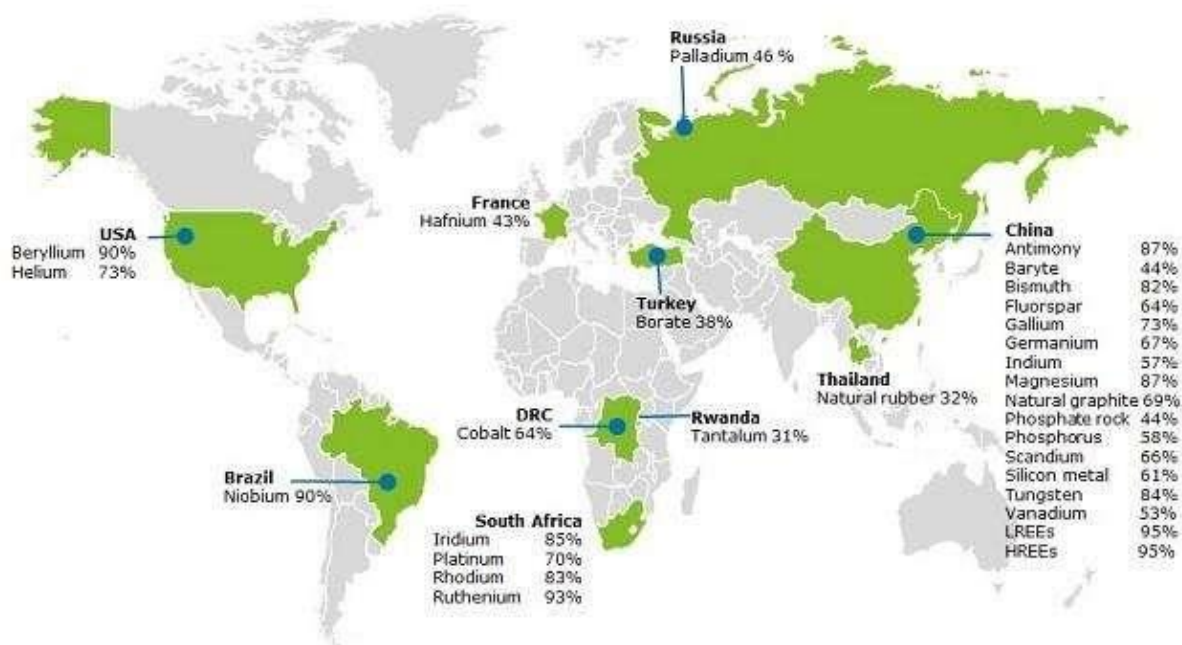 Russia
Palladium 46 %
France
Hafnium 43%
USA
Beryllium 90%
Helium 73%
Turkey
Borate 38%
China
Antimony 87%
Baryte 44%
Bismuth 82%
Fluorspar 64%
Gallium 73%
Germanium 67%
Indium 57%
Magnesium 87%
Natural graphite 69%
Phosphate rock 44%
Phosphorus 58%
Scandium 66%
Silicon metal 61%
Tungsten 84%
Vanadium 53%
LREEs 95%
HREEs 95%
Thailand
Natural rubber 32%
DRC
Cobalt 64%
Rwanda
Tantalum 31%
Brazil
Niobium 90%
South Africa
Iridium 85%
Platinum 70%
Rhodium 83%
Ruthenium 93%